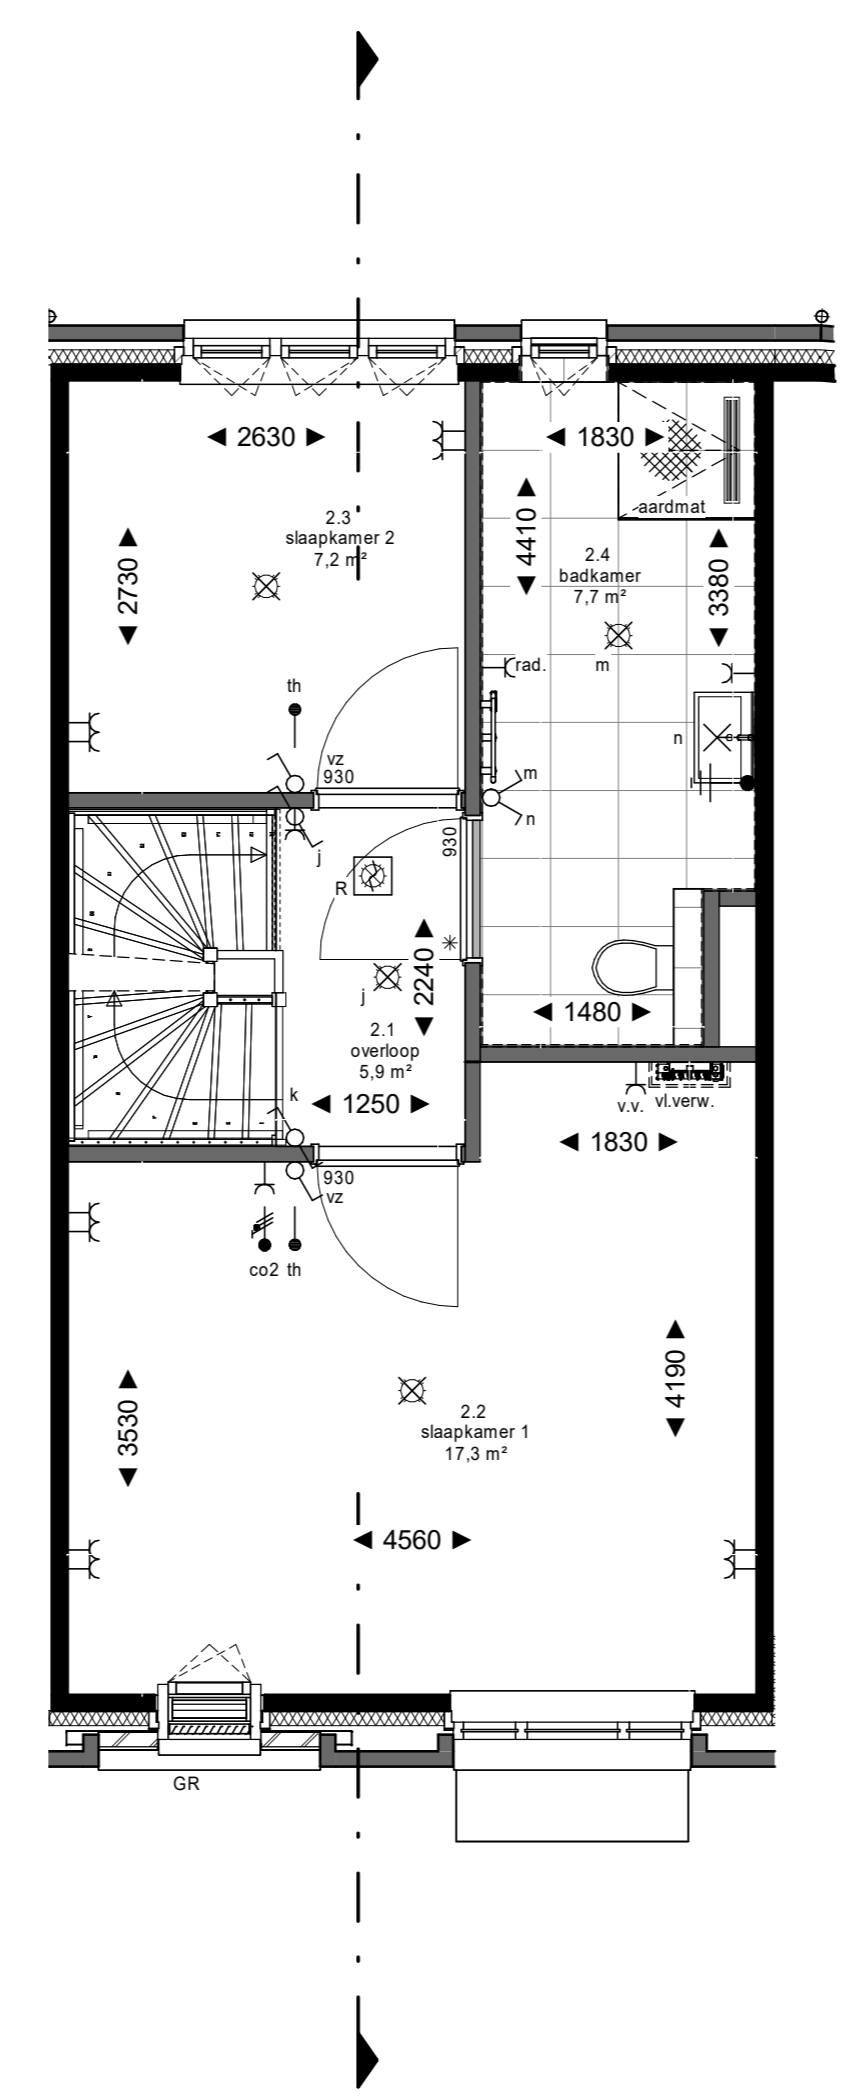 2630
1830
aardmat
4410
2.3
slaapkamer 2
7,2 m²
2730
2.4
badkamer
7,7 m²
3380
rad.
m
th
n
vz
930
m
n
930
j
R
2240
j
2.1
overloop
5,9 m²
1480
k
1250
v.v.
vl.verw.
1830
930
vz
co2 th
4190
3530
2.2
slaapkamer 1
17,3 m²
4560
GR